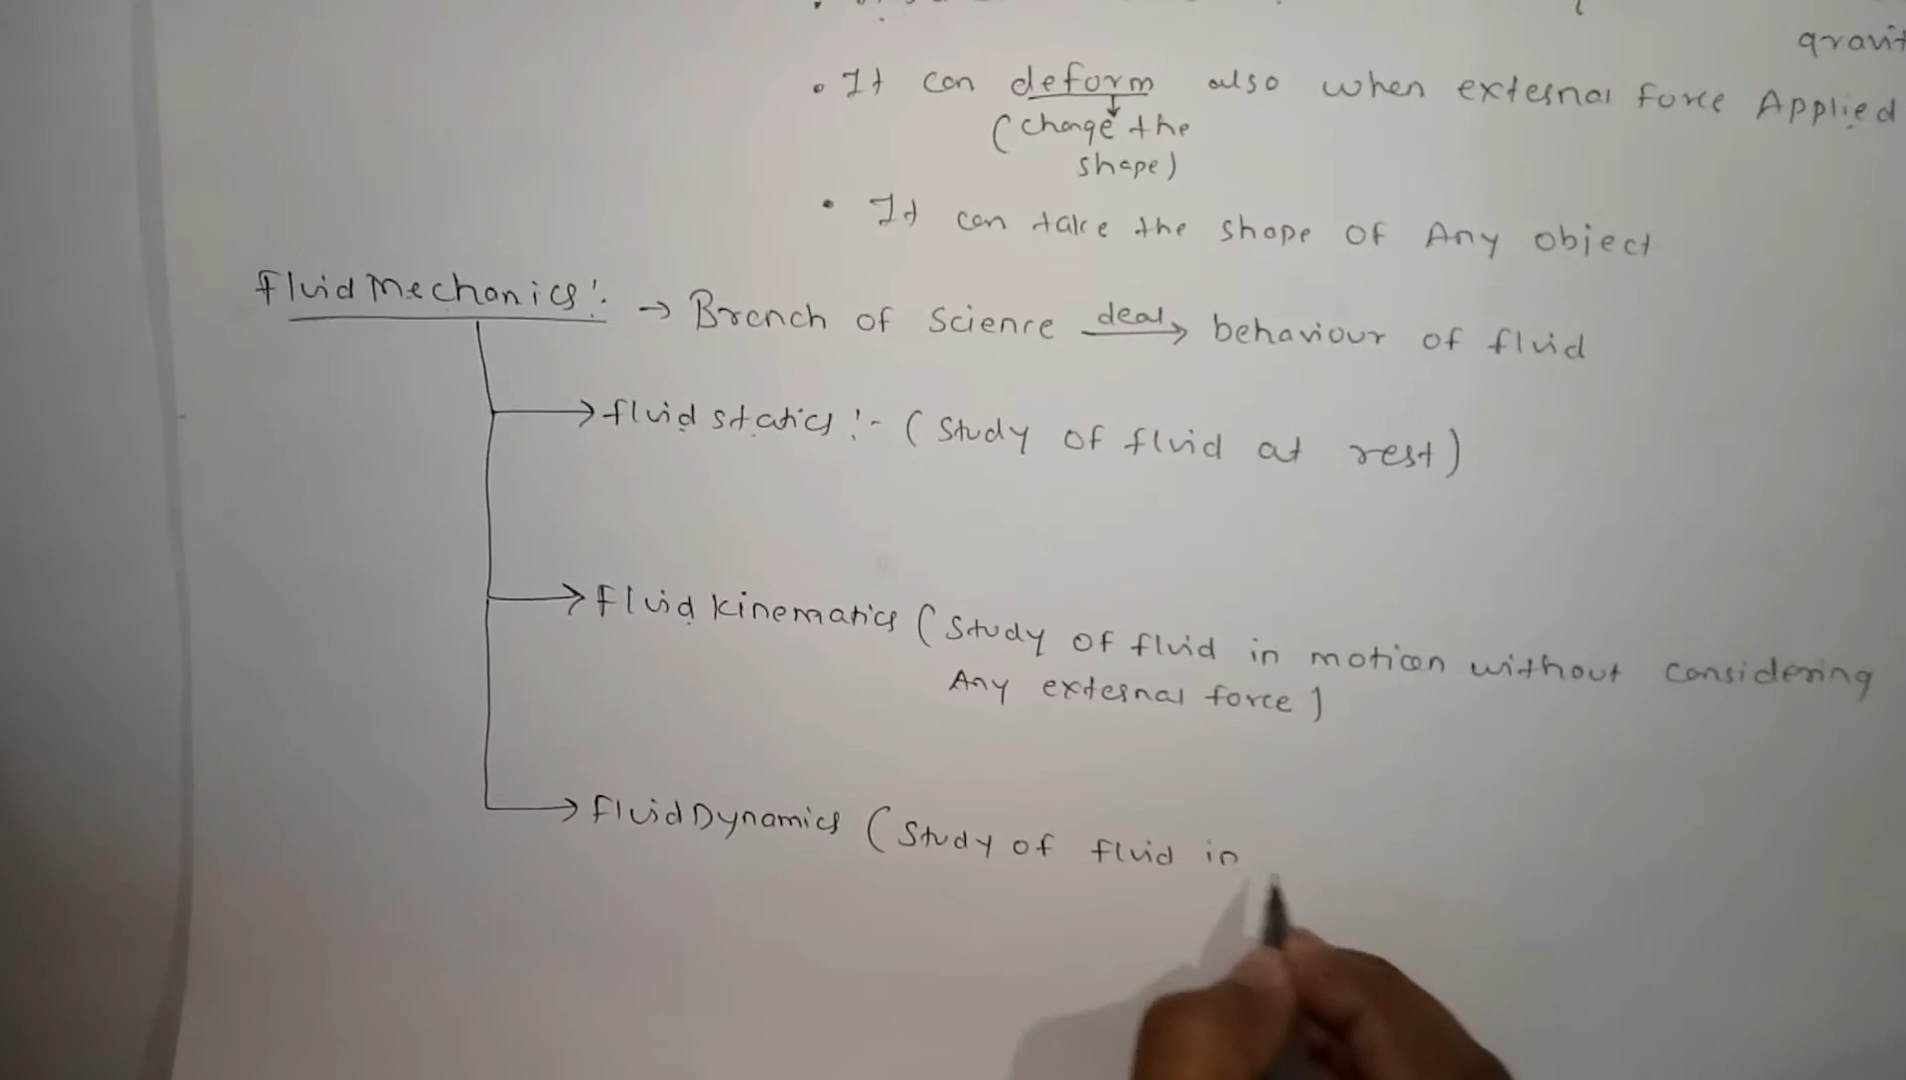 gravit
• It can deform also when external force Applied
(change the
shape)
• It can take the shape of Any object
Fluid Mechanics :- → Branch of Science deal → behaviour of fluid
→ fluid statics :- (Study of fluid at rest)
→ Fluid kinematics (Study of fluid in motion without considering
Any external force)
→ Fluid Dynamics (Study of fluid in